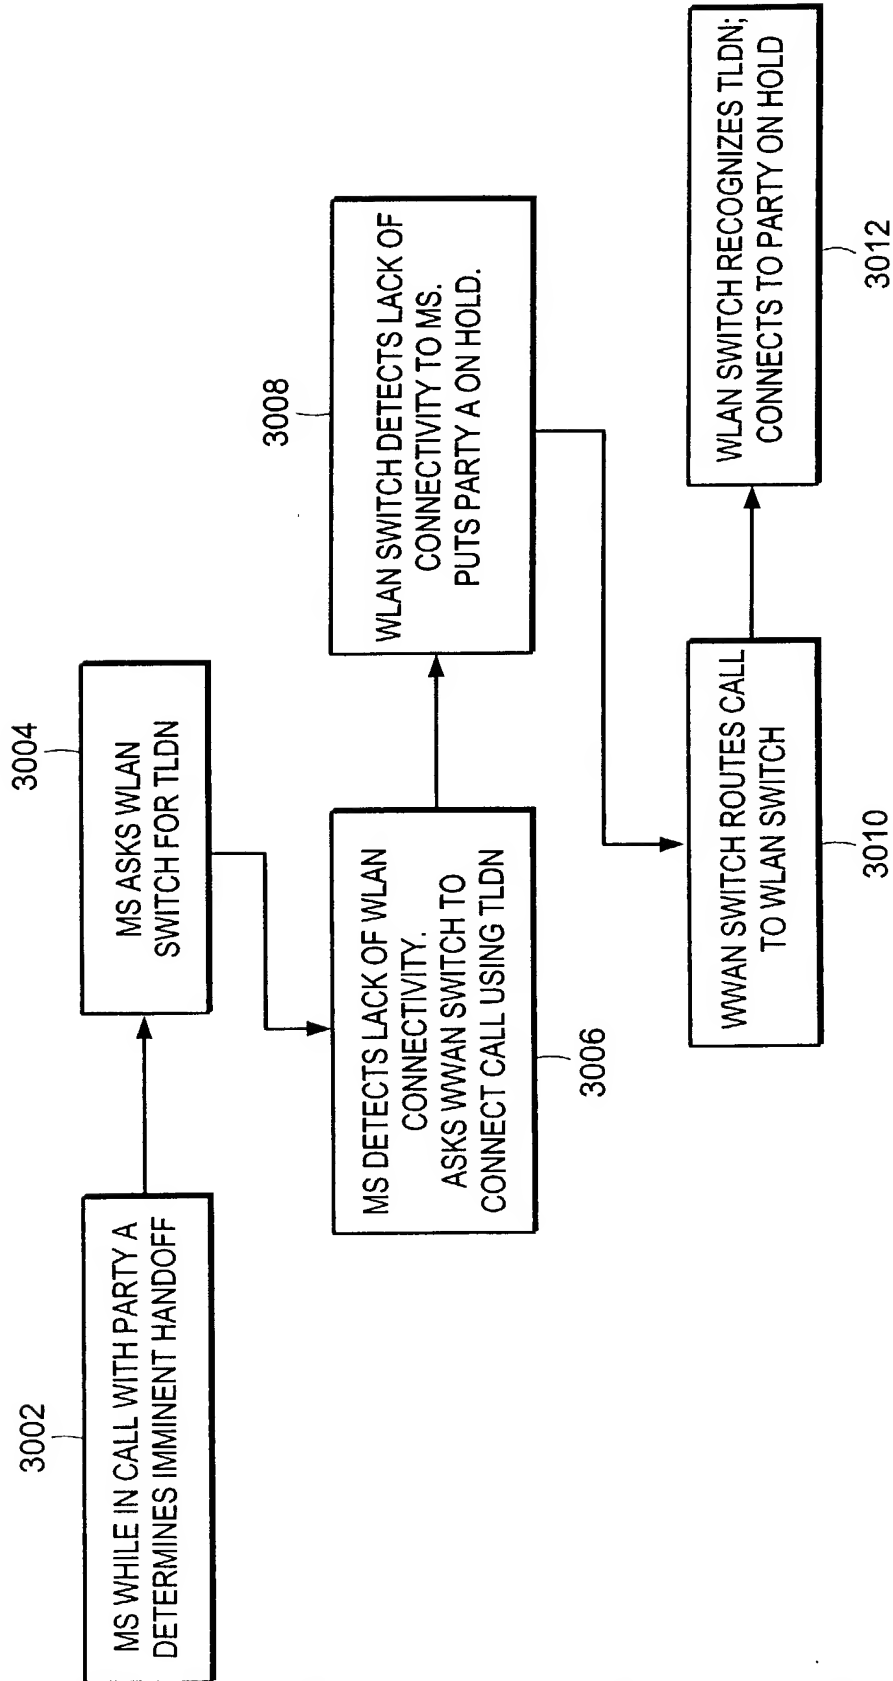 3002
MS WHILE IN CALL WITH PARTY A
DETERMINES IMMINENT HANDOFF
3004
MS ASKS WLAN
SWITCH FOR TLDN
MS DETECTS LACK OF WLAN
CONNECTIVITY.
ASKS WWAN SWITCH TO
CONNECT CALL USING TLDN
3006
3008
WLAN SWITCH DETECTS LACK OF
CONNECTIVITY TO MS.
PUTS PARTY A ON HOLD.
WWAN SWITCH ROUTES CALL
TO WLAN SWITCH
3010
WLAN SWITCH RECOGNIZES TLDN;
CONNECTS TO PARTY ON HOLD
3012